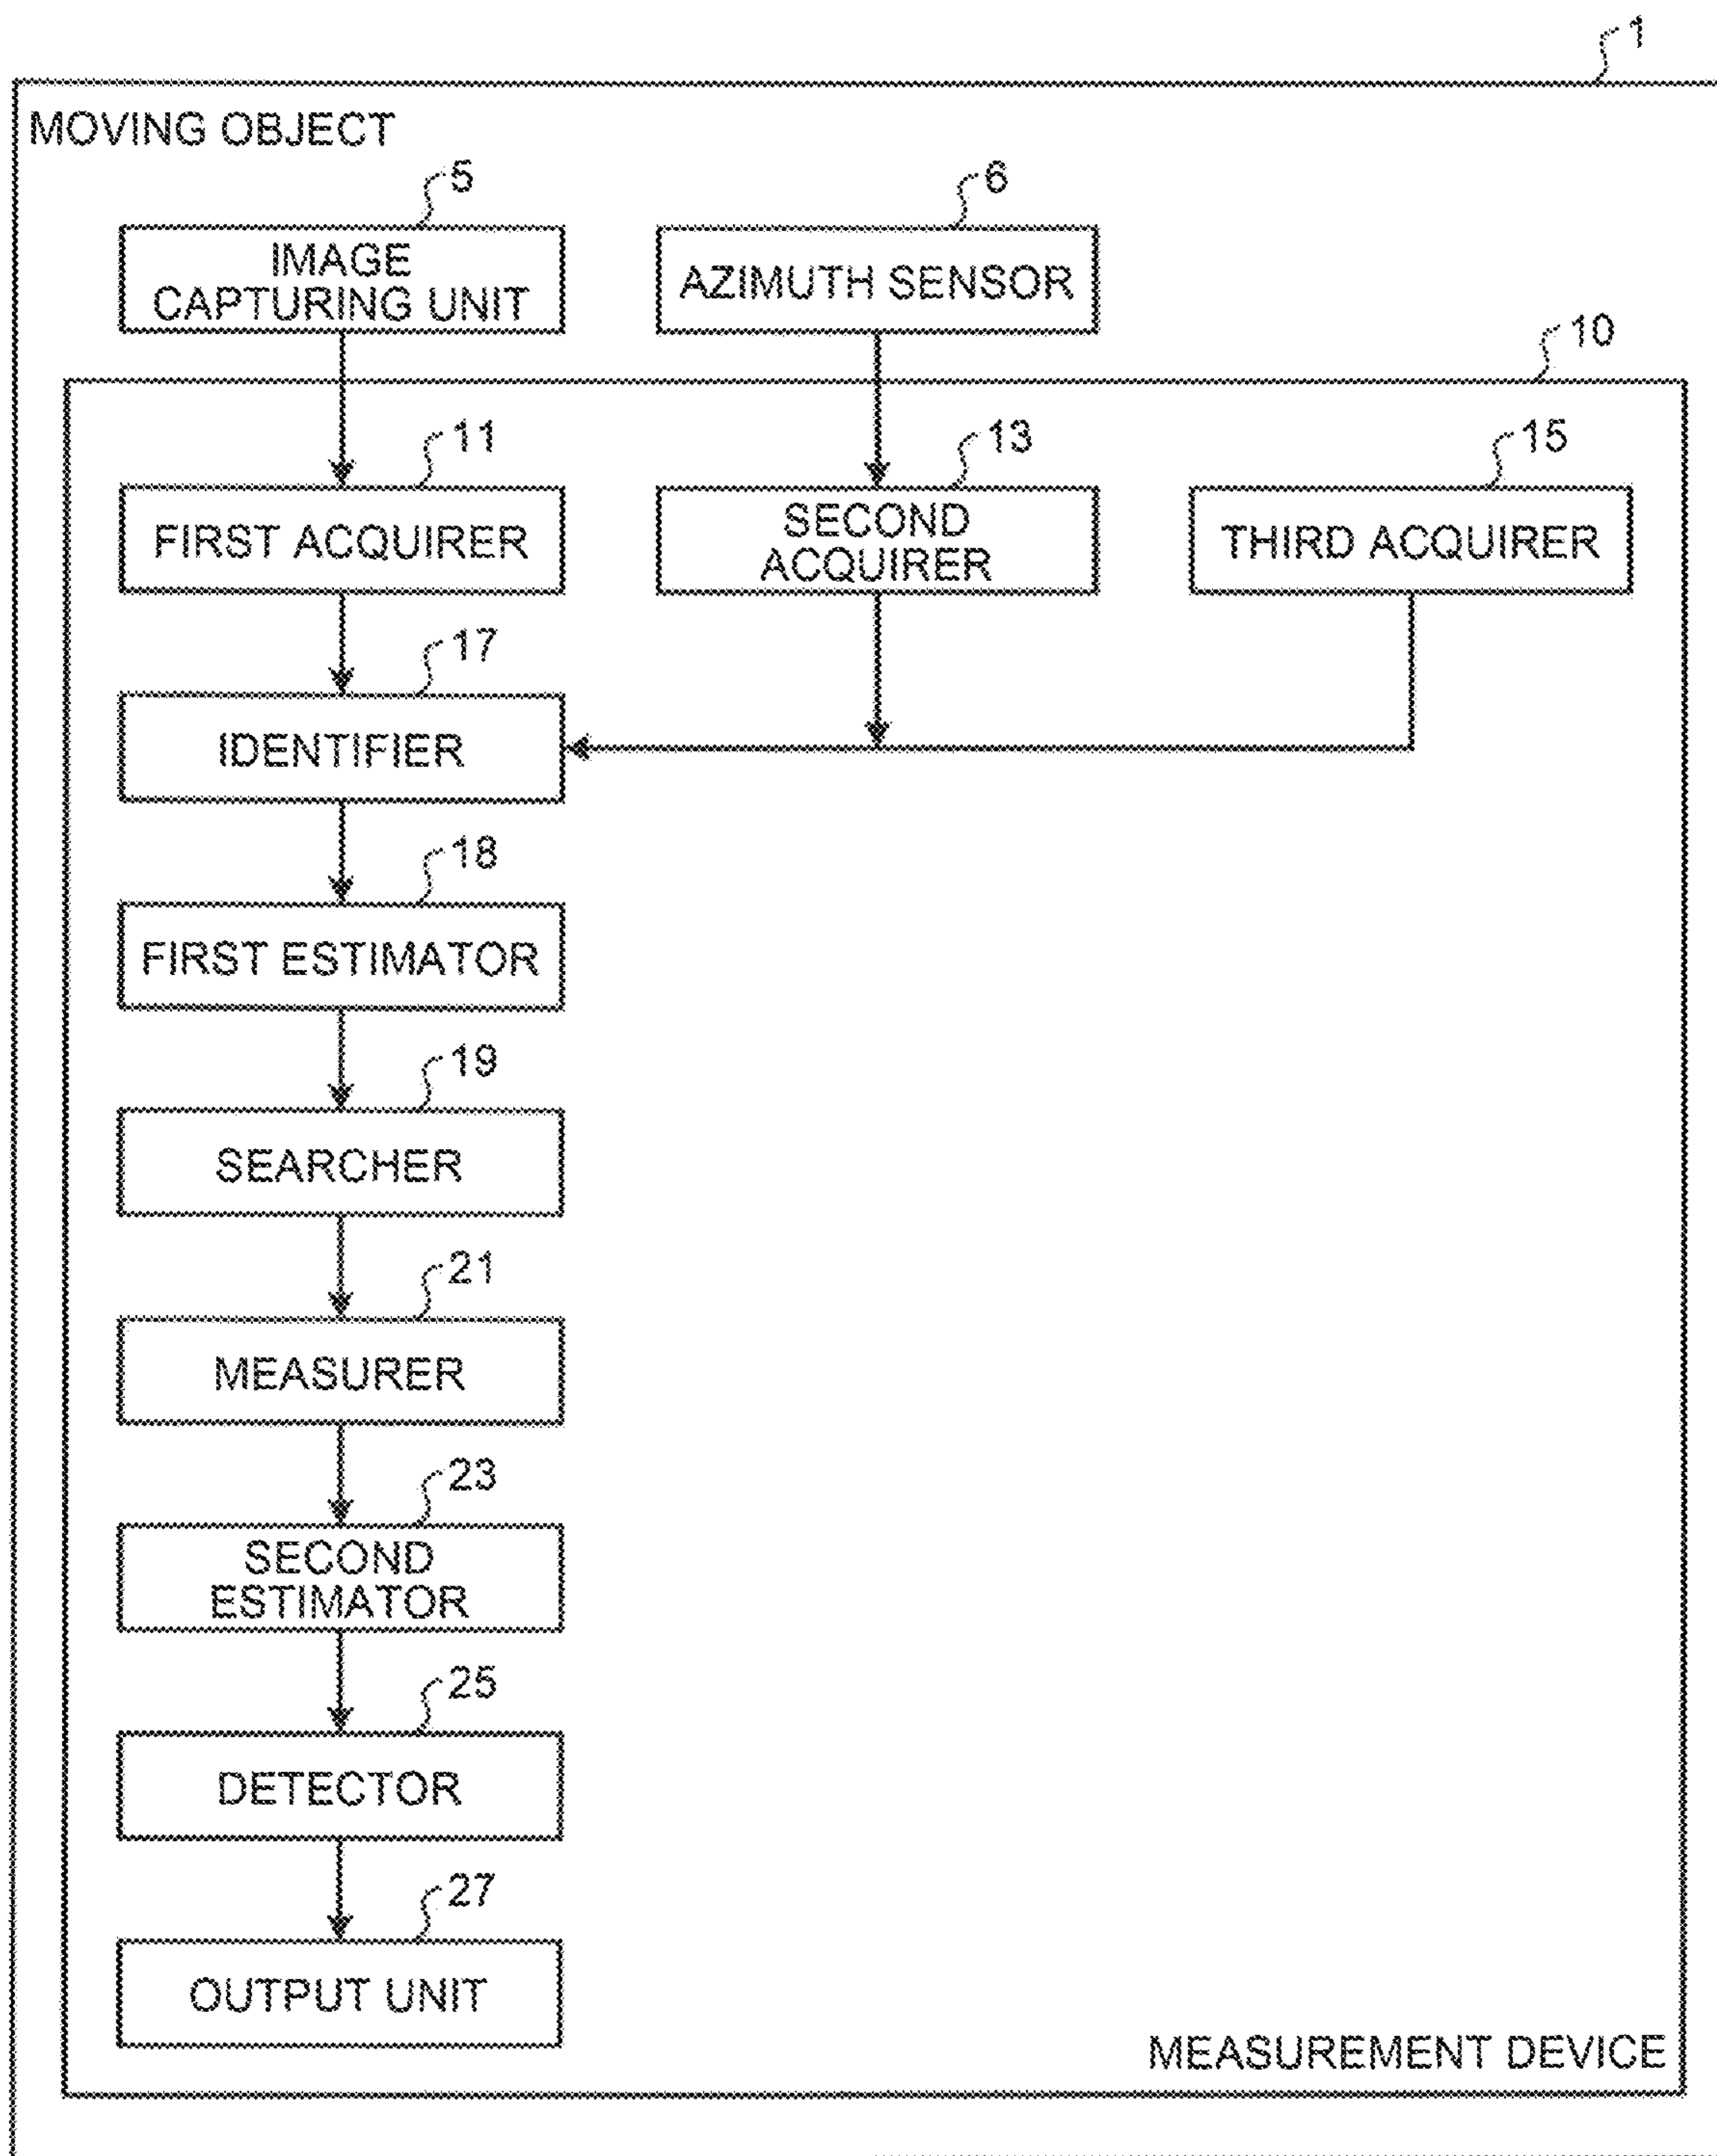 1
MOVING OBJECT
5
6
IMAGE
CAPTURING UNIT
AZIMUTH SENSOR
10
11
13
15
FIRST ACQUIRER
SECOND
ACQUIRER
THIRD ACQUIRER
17
IDENTIFIER
18
FIRST ESTIMATOR
19
SEARCHER
21
MEASURER
23
SECOND
ESTIMATOR
25
DETECTOR
27
OUTPUT UNIT
MEASUREMENT DEVICE